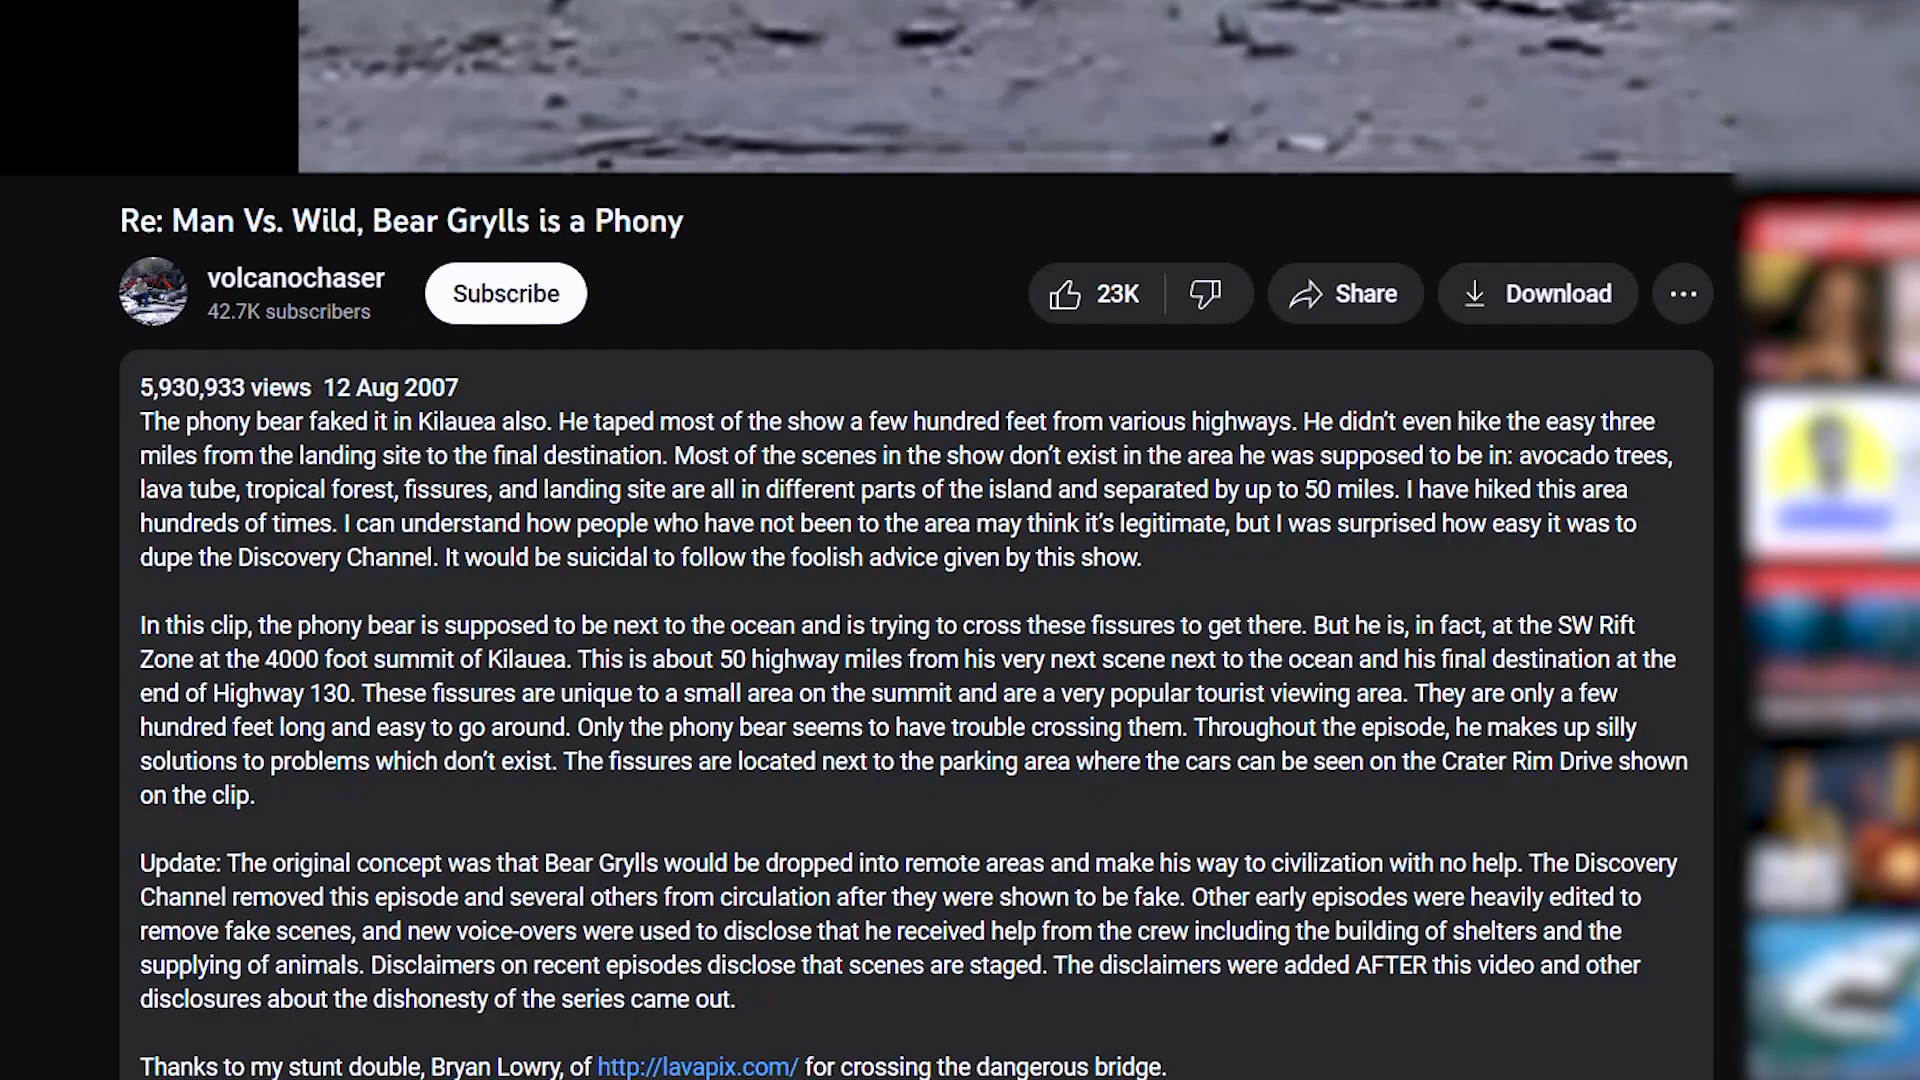 Re: Man Vs. Wild, Bear Grylls is a Phony
volcanochaser
42.7K subscribers
Subscribe
23K
Share
Download
5,930,933 views 12 Aug 2007
The phony bear faked it in Kilauea also. He taped most of the show a few hundred feet from various highways. He didn’t even hike the easy three
miles from the landing site to the final destination. Most of the scenes in the show don’t exist in the area he was supposed to be in: avocado trees,
lava tube, tropical forest, fissures, and landing site are all in different parts of the island and separated by up to 50 miles. I have hiked this area
hundreds of times. I can understand how people who have not been to the area may think it’s legitimate, but I was surprised how easy it was to
dupe the Discovery Channel. It would be suicidal to follow the foolish advice given by this show.
In this clip, the phony bear is supposed to be next to the ocean and is trying to cross these fissures to get there. But he is, in fact, at the SW Rift
Zone at the 4000 foot summit of Kilauea. This is about 50 highway miles from his very next scene next to the ocean and his final destination at the
end of Highway 130. These fissures are unique to a small area on the summit and are a very popular tourist viewing area. They are only a few
hundred feet long and easy to go around. Only the phony bear seems to have trouble crossing them. Throughout the episode, he makes up silly
solutions to problems which don’t exist. The fissures are located next to the parking area where the cars can be seen on the Crater Rim Drive shown
on the clip.
Update: The original concept was that Bear Grylls would be dropped into remote areas and make his way to civilization with no help. The Discovery
Channel removed this episode and several others from circulation after they were shown to be fake. Other early episodes were heavily edited to
remove fake scenes, and new voice-overs were used to disclose that he received help from the crew including the building of shelters and the
supplying of animals. Disclaimers on recent episodes disclose that scenes are staged. The disclaimers were added AFTER this video and other
disclosures about the dishonesty of the series came out.
Thanks to my stunt double, Bryan Lowry, of http://lavapix.com/ for crossing the dangerous bridge.